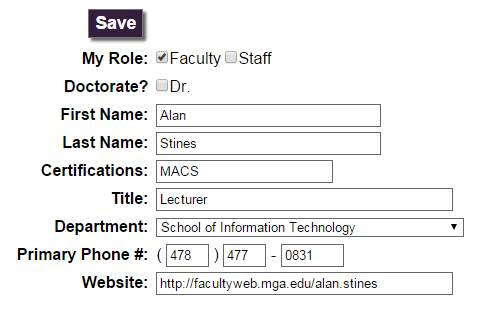 Save
My Role: Faculty Staff
Doctorate? Dr.
First Name: Alan
Last Name: Stines
Certifications: MACS
Title: Lecturer
Department: School of Information Technology
Primary Phone #: ( 478 ) 477 - 0831
Website: http://facultyweb.mga.edu/alan.stines